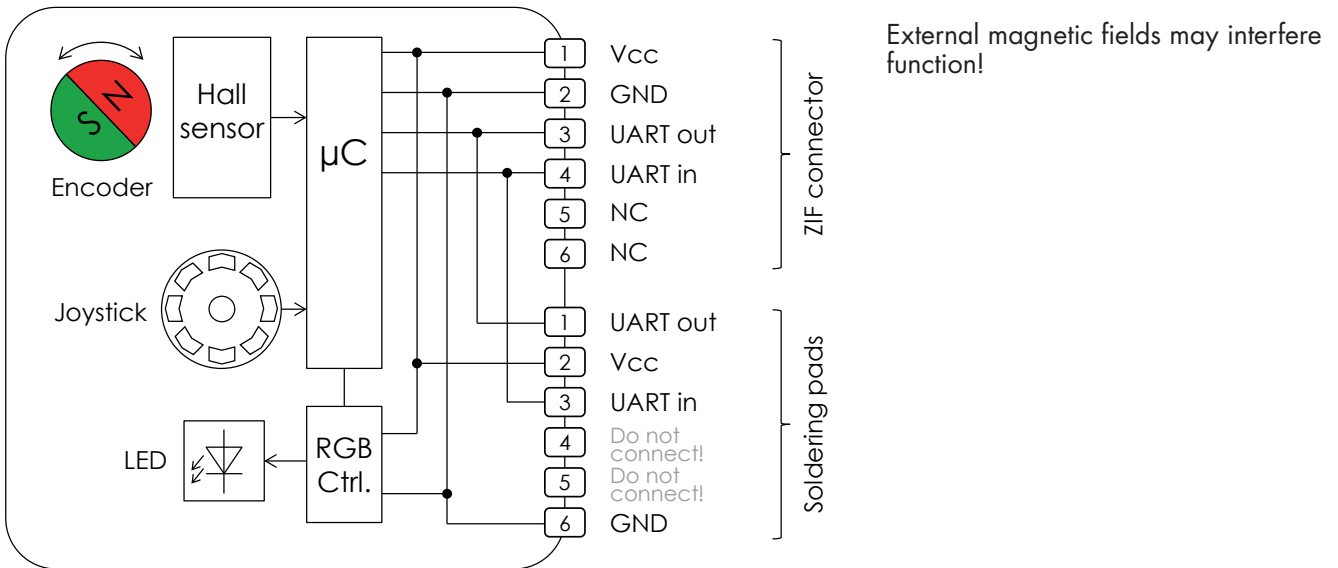 External magnetic fields may interfere
function!
N
S
Encoder
Hall
sensor
µC
Joystick
LED
RGB
Ctrl.
1 Vcc
2 GND
3 UART out
4 UART in
5 NC
6 NC
ZIF connector
1 UART out
2 Vcc
3 UART in
4 Do not
connect!
5 Do not
connect!
6 GND
Soldering pads